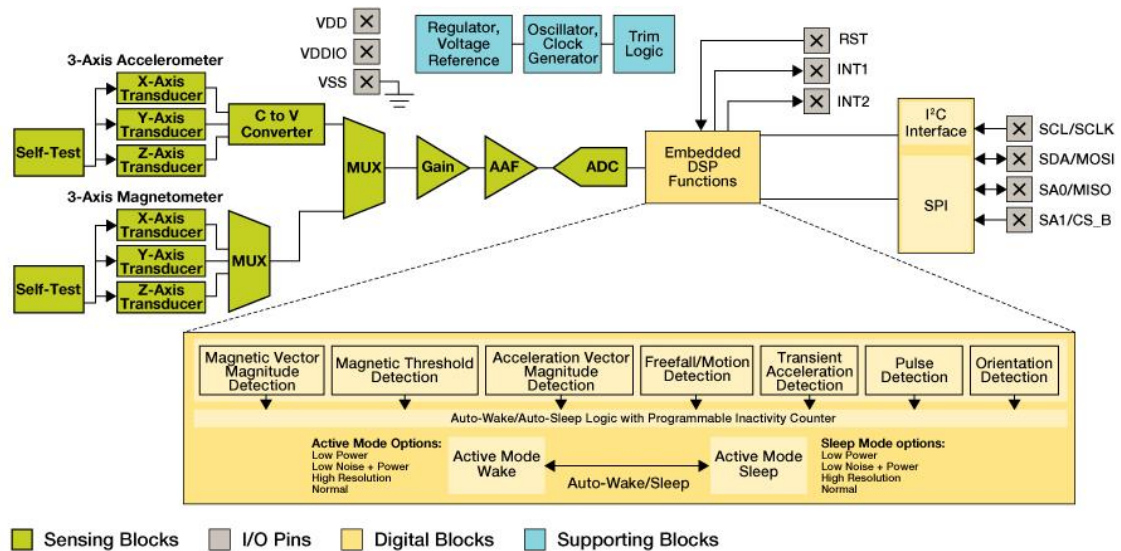 VDD
VDDIO
VSS
Regulator,
Voltage
Reference
Oscillator,
Clock
Generator
Trim
Logic
RST
INT1
INT2
3-Axis Accelerometer
X-Axis
Transducer
Y-Axis
Transducer
Z-Axis
Transducer
Self-Test
C to V
Converter
MUX
Gain
AAF
ADC
Embedded
DSP
Functions
I²C
Interface
SPI
SCL/SCLK
SDA/MOSI
SA0/MISO
SA1/CS_B
3-Axis Magnetometer
X-Axis
Transducer
Y-Axis
Transducer
Z-Axis
Transducer
Self-Test
MUX
Magnetic Vector
Magnitude
Detection
Magnetic Threshold
Detection
Acceleration Vector
Magnitude
Detection
Freefall/Motion
Detection
Transient
Acceleration
Detection
Pulse
Detection
Orientation
Detection
Auto-Wake/Auto-Sleep Logic with Programmable Inactivity Counter
Active Mode Options:
Low Power
Low Noise + Power
High Resolution
Normal
Active Mode
Wake
Auto-Wake/Sleep
Active Mode
Sleep
Sleep Mode options:
Low Power
Low Noise + Power
High Resolution
Normal
Sensing Blocks
I/O Pins
Digital Blocks
Supporting Blocks